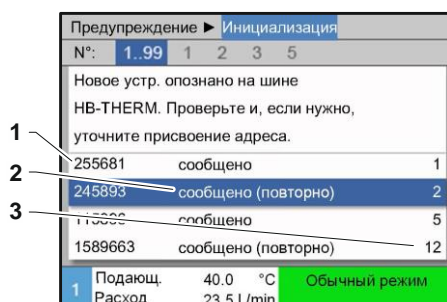 Предупреждение ► Инициализация
N°: 1..99 1 2 3 5
Новое устр. опознано на шине
HB-THERM. Проверьте и, если нужно,
уточните присвоение адреса.
1
255681 сообщено 1
2
245893 сообщено (повторно) 2
3
сообщено 5
1589663 сообщено (повторно) 12
1
Подающ. 40.0 °C Обычный режим
Расход 23.5 L/min